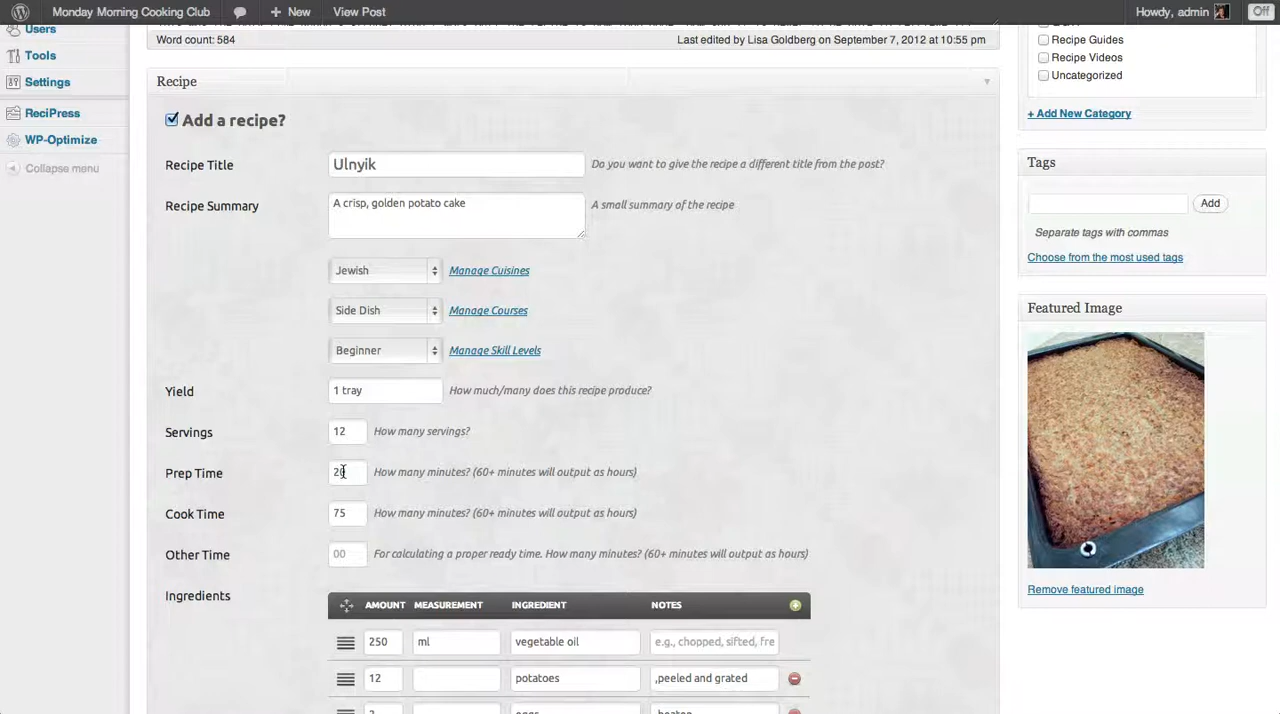 Monday Morning Cooking Club + New View Post Howdy, admin Off
Users
Tools
Settings
ReciPress
WP-Optimize
Collapse menu
Word count: 584 Last edited by Lisa Goldberg on September 7, 2012 at 10:55 pm
Recipe
Add a recipe?
Recipe Title Ulnyik Do you want to give the recipe a different title from the post?
Recipe Summary A crisp, golden potato cake A small summary of the recipe
Jewish Manage Cuisines
Side Dish Manage Courses
Beginner Manage Skill Levels
Yield 1 tray How much/many does this recipe produce?
Servings 12 How many servings?
Prep Time 20 How many minutes? (60+ minutes will output as hours)
Cook Time 75 How many minutes? (60+ minutes will output as hours)
Other Time 00 For calculating a proper ready time. How many minutes? (60+ minutes will output as hours)
Ingredients
AMOUNT MEASUREMENT INGREDIENT NOTES
250 ml vegetable oil e.g., chopped, sifted, fre
12 potatoes ,peeled and grated
Recipe Guides
Recipe Videos
Uncategorized
+ Add New Category
Tags
Add
Separate tags with commas
Choose from the most used tags
Featured Image
Remove featured image